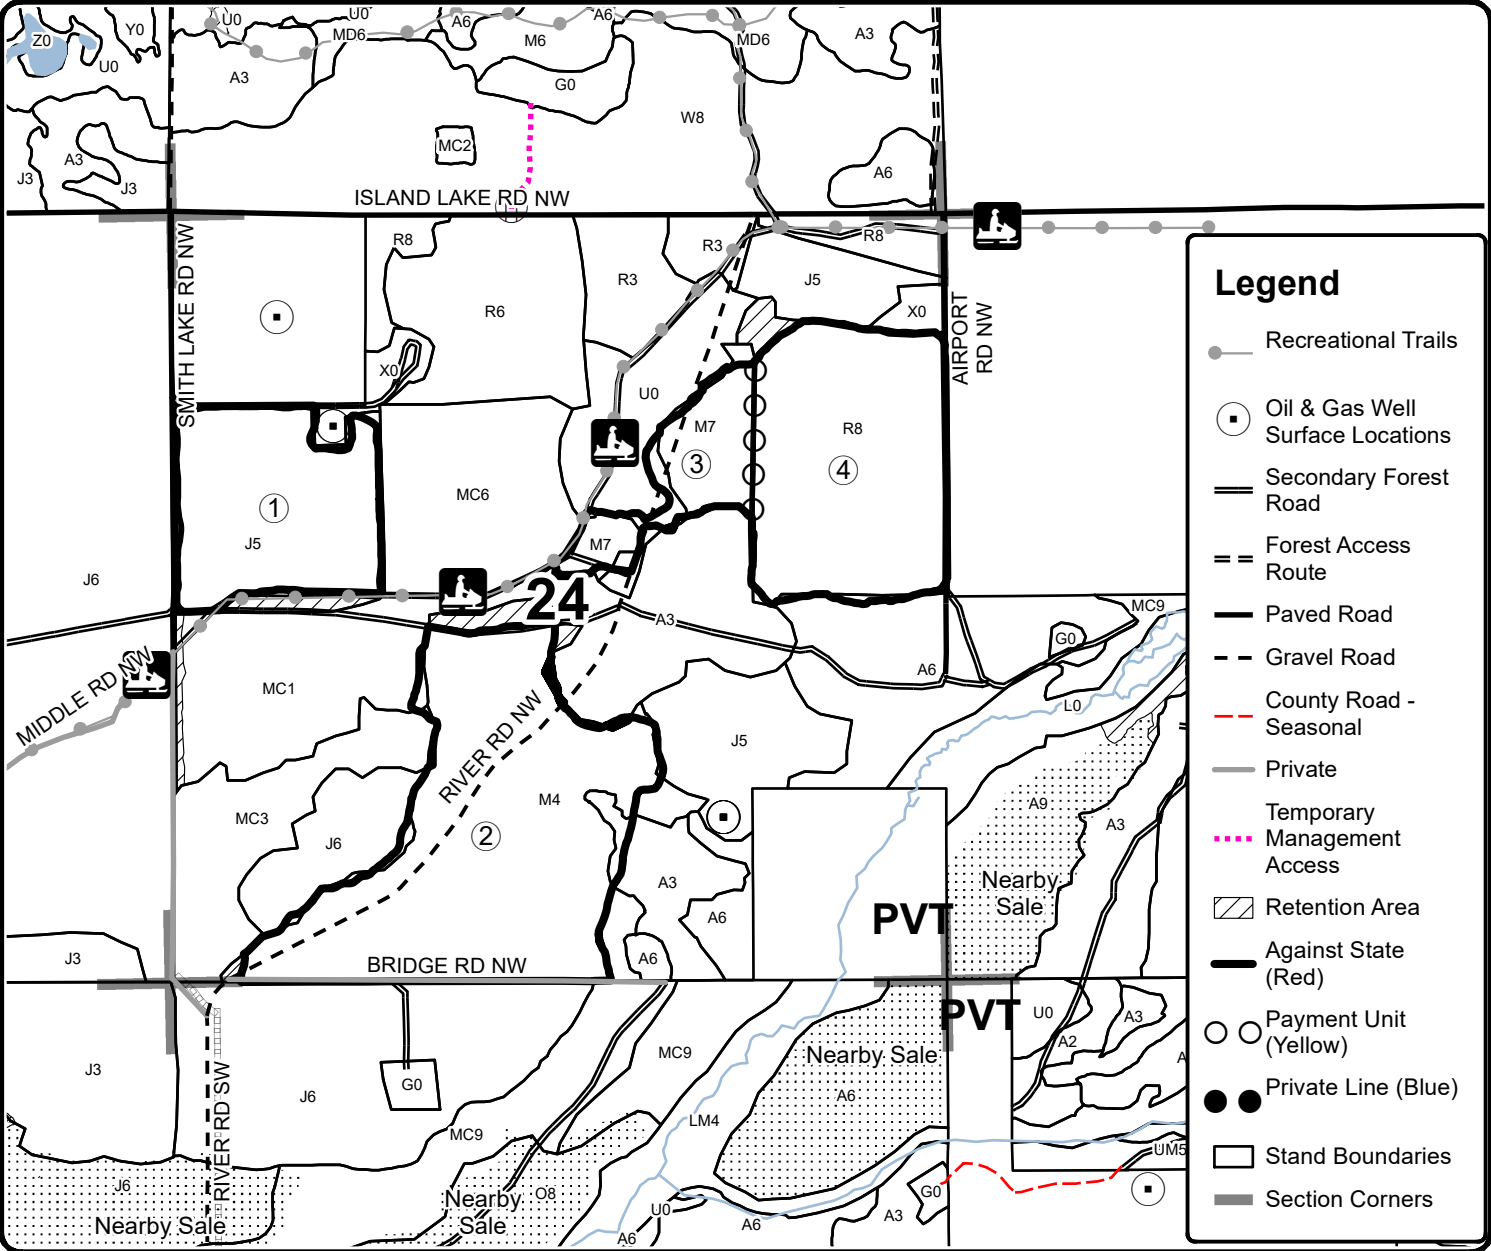 U0
U0
A6
A6
Y0
Z0
MD6
M6
MD6
A3
U0
A3
G0
W8
MC2
A3
J3
J3
A6
ISLAND LAKE RD NW
R8
R3
R8
R3
J5
SMITH LAKE RD NW
R6
X0
AIRPORT
RD NW
X0
U0
M7
R8
3
4
MC6
1
J5
M7
J6
24
A3
MC9
G0
A6
MIDDLE RD NW
MC1
L0
RIVER RD NW
J5
M4
A9
MC3
2
A3
J6
Nearby
Sale
A3
A6
PVT
A6
J3
BRIDGE RD NW
U0
PVT
A3
A2
MC9
Nearby Sale
A
J3
G0
J6
A6
LM4
MC9
RIVER RD SW
UM5
J6
O8
G0
Nearby
Sale
U0
A6
A3
Nearby Sale
A6
Legend
Recreational Trails
Oil & Gas Well
Surface Locations
Secondary Forest
Road
Forest Access
Route
Paved Road
Gravel Road
County Road -
Seasonal
Private
Temporary
Management
Access
Retention Area
Against State
(Red)
Payment Unit
(Yellow)
Private Line (Blue)
Stand Boundaries
Section Corners